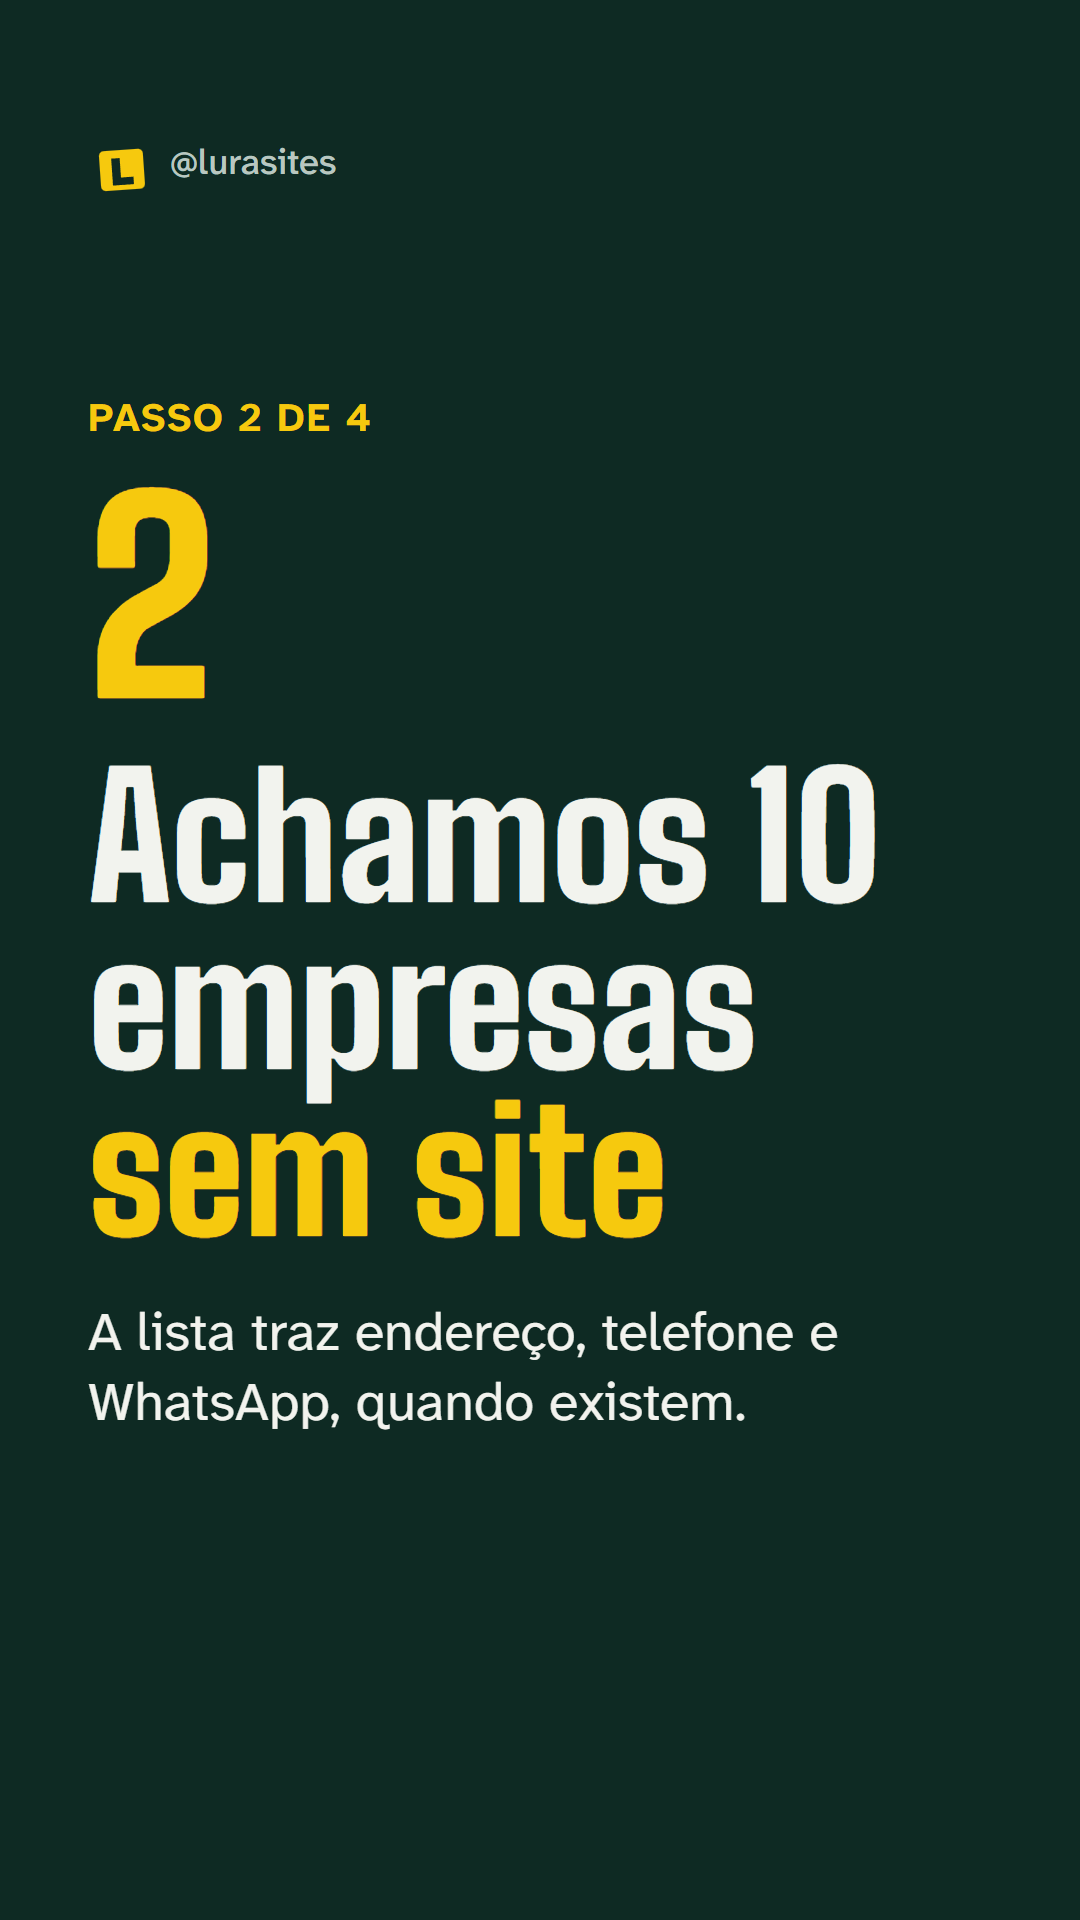 L @lurasites
PASSO 2 DE 4
2
Achamos 10
empresas
sem site
A lista traz endereço, telefone e
WhatsApp, quando existem.